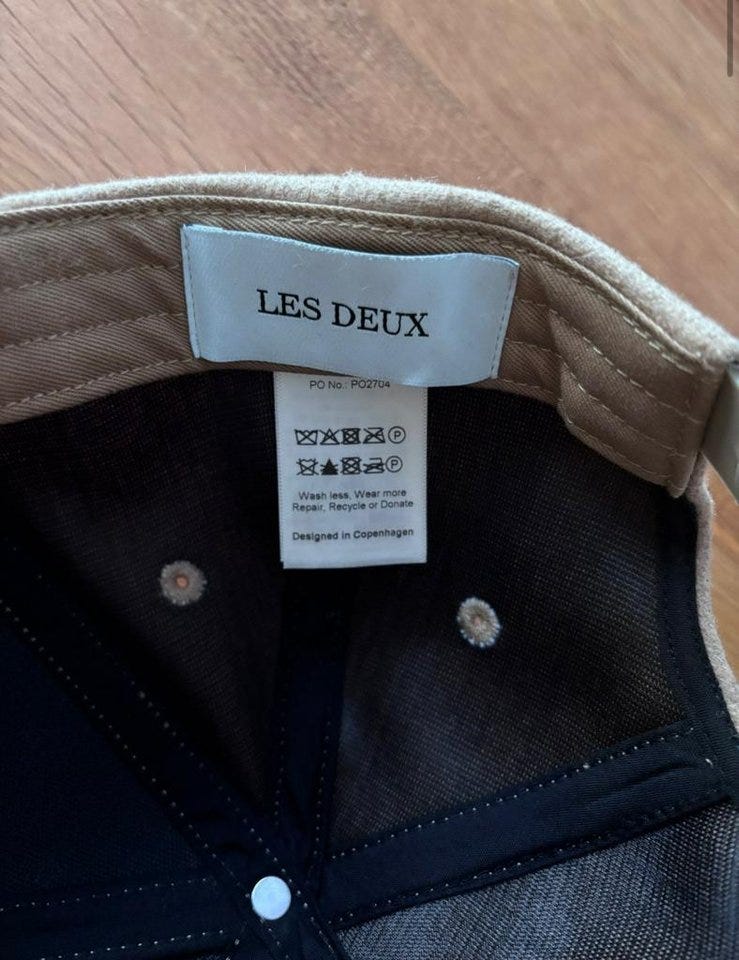 LES DEUX
PO No.: PO2704
P
P
Wash less, Wear more
Repair, Recycle or Donate
Designed in Copenhagen